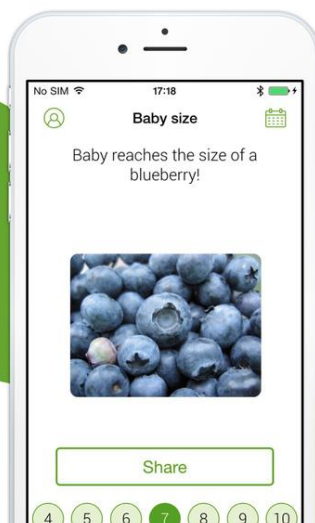 No SIM 17:18
Baby size
Baby reaches the size of a
blueberry!
Share
4 5 6 7 8 9 10